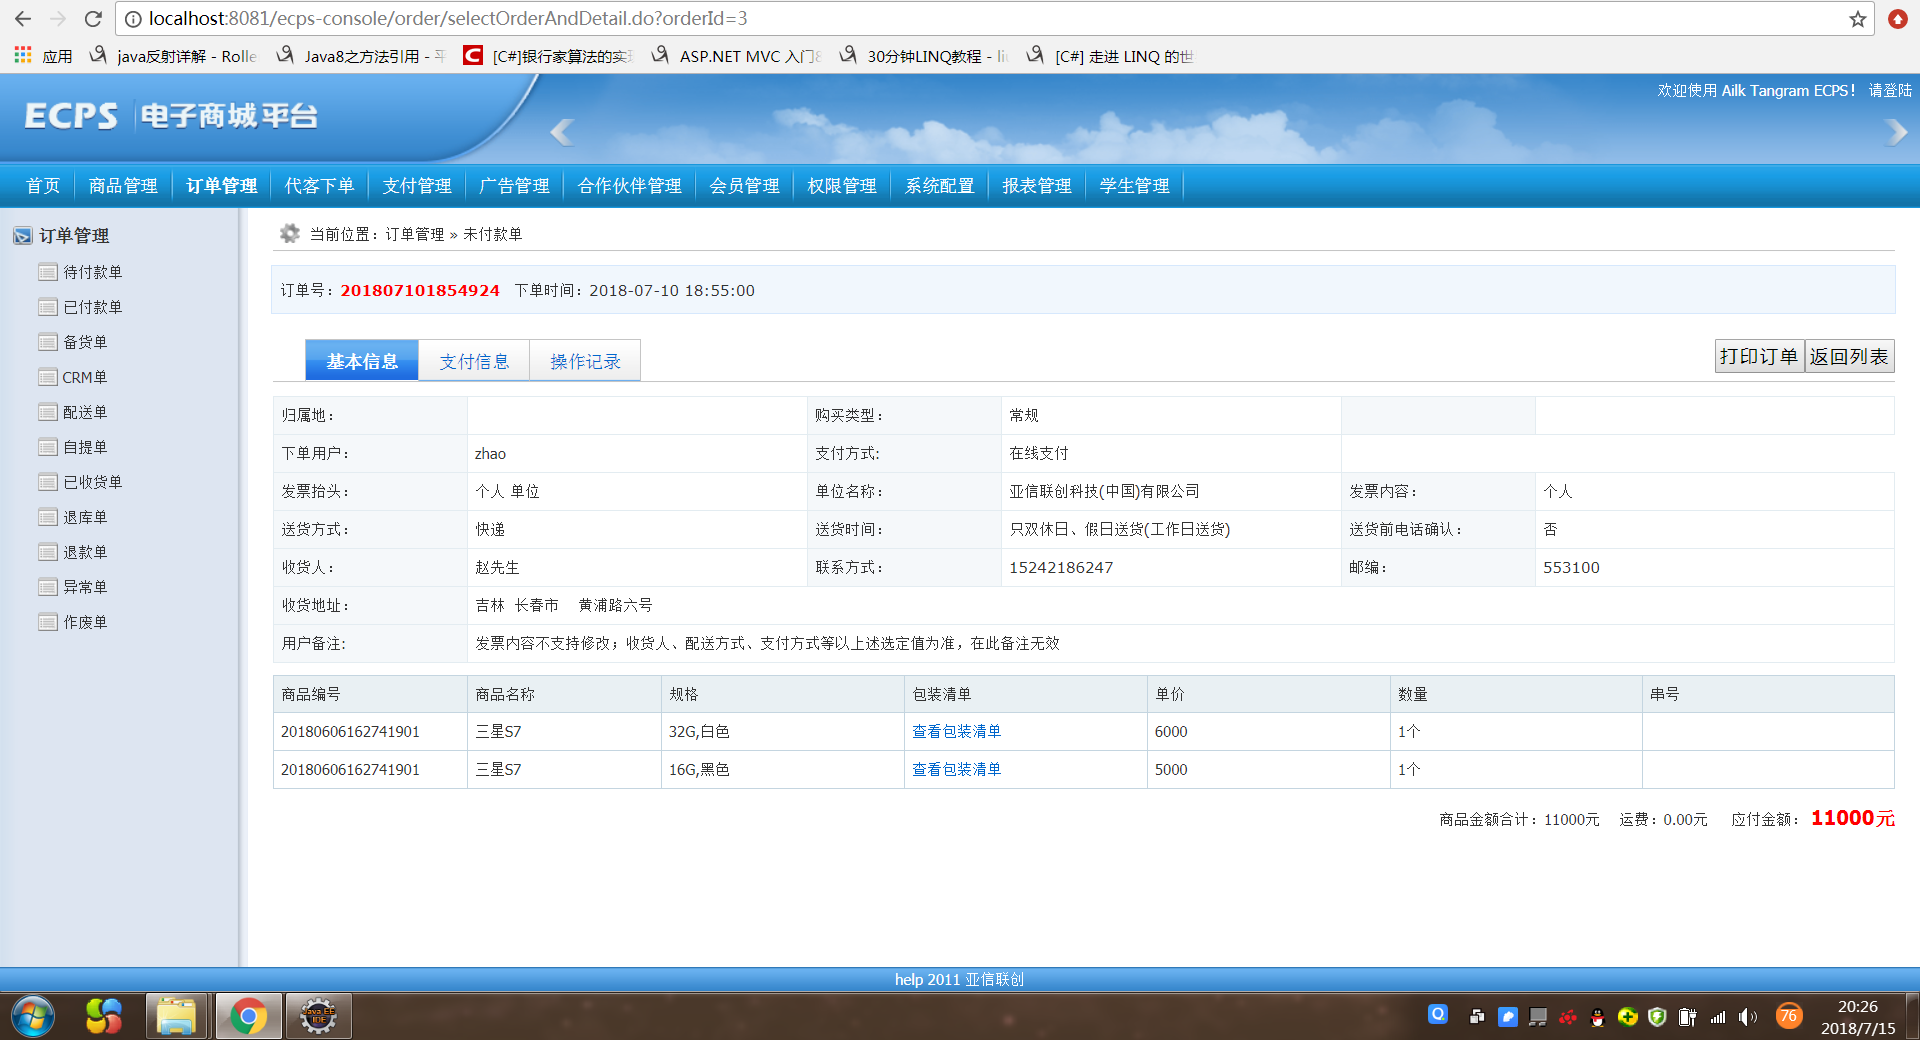 localhost:8081/ecps-console/order/selectOrderAndDetail.do?orderId=3
应用 java反射详解 - Rolle Java8之方法引用 - [C#]银行家算法的实 ASP.NET MVC 入门 30分钟LINQ教程 - li [C#] 走进 LINQ 的世
欢迎使用 Ailk Tangram ECPS！ 请登陆
ECPS 电子商城平台
首页 商品管理 订单管理 代客下单 支付管理 广告管理 合作伙伴管理 会员管理 权限管理 系统配置 报表管理 学生管理
订单管理
待付款单
已付款单
备货单
CRM单
配送单
自提单
已收货单
退库单
退款单
异常单
作废单
当前位置：订单管理 » 未付款单
订单号：201807101854924 下单时间：2018-07-10 18:55:00
基本信息 支付信息 操作记录
打印订单 返回列表
归属地： 购买类型： 常规
下单用户： zhao 支付方式: 在线支付
发票抬头： 个人 单位 单位名称： 亚信联创科技(中国)有限公司 发票内容： 个人
送货方式： 快递 送货时间： 只双休日、假日送货(工作日送货) 送货前电话确认： 否
收货人： 赵先生 联系方式： 15242186247 邮编： 553100
收货地址： 吉林 长春市 黄浦路六号
用户备注: 发票内容不支持修改；收货人、配送方式、支付方式等以上述选定值为准，在此备注无效
商品编号 商品名称 规格 包装清单 单价 数量 串号
20180606162741901 三星S7 32G,白色 查看包装清单 6000 1个
20180606162741901 三星S7 16G,黑色 查看包装清单 5000 1个
商品金额合计：11000元 运费：0.00元 应付金额： 11000元
help 2011 亚信联创
Java EE IDE
76
20:26
2018/7/15